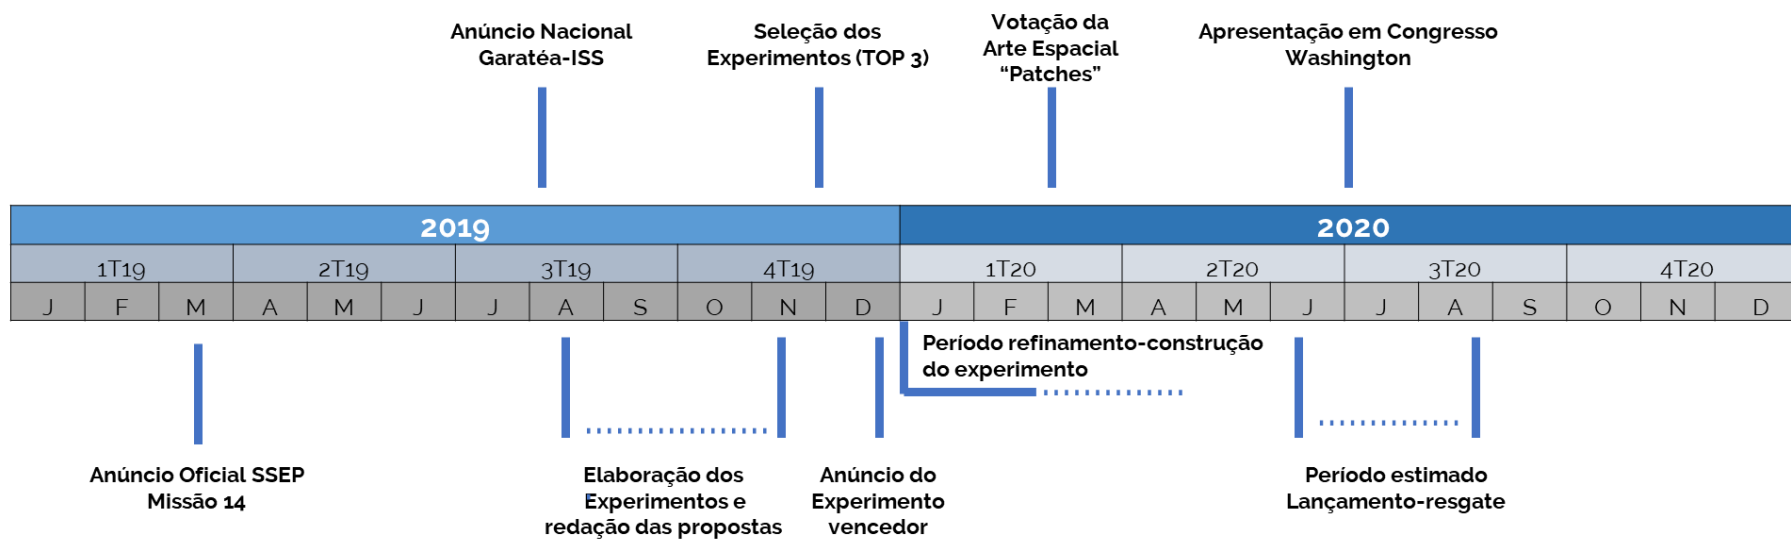 Anúncio Nacional
Garatéa-ISS
Seleção dos
Experimentos (TOP 3)
Votação da
Arte Espacial
“Patches”
Apresentação em Congresso
Washington
2019 2020
1T19 2T19 3T19 4T19 1T20 2T20 3T20 4T20
J F M A M J J A S O N D J F M A M J J A S O N D
Período refinamento-construção
do experimento
Anúncio Oficial SSEP
Missão 14
Elaboração dos
Experimentos e
redação das propostas
Anúncio do
Experimento
vencedor
Período estimado
Lançamento-resgate